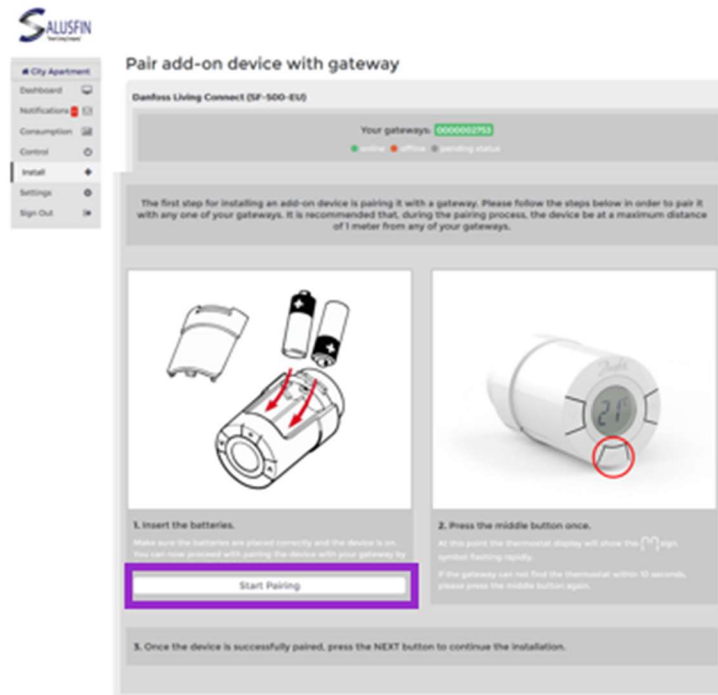 SALUSFIN
City Apartment
Pair add-on device with gateway
Dashboard
Notifications
Consumption
Control
Install
Settings
Sign Out
Danfoss Living Connect (SF-500-EU)
Your gateways: 0000002753
online offline pending status
The first step for installing an add-on device is pairing it with a gateway. Please follow the steps below in order to pair it
with any one of your gateways. It is recommended that, during the pairing process, the device be at a maximum distance
of 1 meter from any of your gateways.
Danfoss
21°
1. Insert the batteries.
Make sure the batteries are placed correctly and the device is on.
You can now proceed with pairing the device with your gateway by
Start Pairing
2. Press the middle button once.
At this point the thermostat display will show the sign,
symbol flashing rapidly.
If the gateway can not find the thermostat within 10 seconds,
please press the middle button again.
3. Once the device is successfully paired, press the NEXT button to continue the installation.